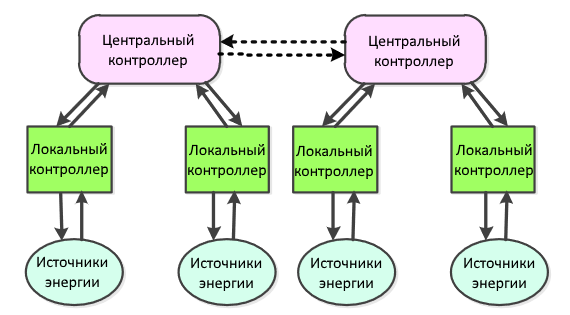 Центральный
контроллер
Центральный
контроллер
Локальный
контроллер
Локальный
контроллер
Локальный
контроллер
Локальный
контроллер
Источники
энергии
Источники
энергии
Источники
энергии
Источники
энергии